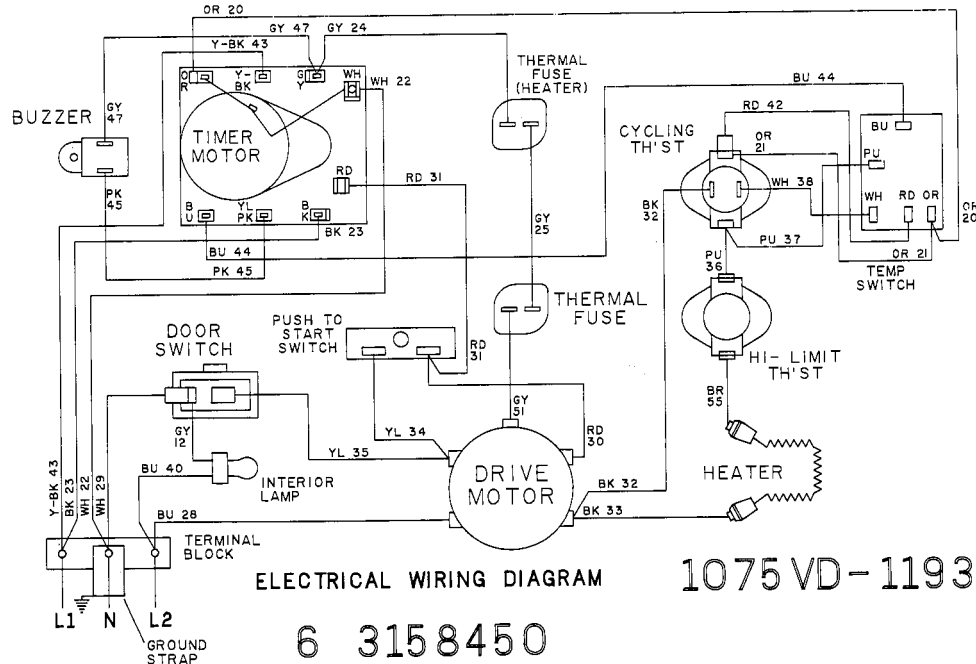 OR 20
GY 47
GY 24
Y-BK 43
O R
Y-BK
G Y
WH
WH 22
THERMAL FUSE (HEATER)
BU 44
RD 42
BUZZER
GY 47
TIMER MOTOR
CYCLING TH'ST
OR 21
BU
PU
RD
RD 31
WH 38
WH
RD
OR
PK 45
B U
YL PK
B K
BK 23
GY 25
BK 32
OR 20
BU 44
PU 37
OR 21
PK 45
PU 36
TEMP SWITCH
THERMAL FUSE
DOOR SWITCH
PUSH TO START SWITCH
RD 31
HI-LIMIT TH'ST
GY 12
GY 51
RD 30
BR 55
YL 34
YL 35
DRIVE MOTOR
HEATER
BU 40
INTERIOR LAMP
BK 32
Y-BK 43
BK 23
WH 22
WH 29
BU 28
BK 33
TERMINAL BLOCK
ELECTRICAL WIRING DIAGRAM
1075VD-1193
L1
N
L2
GROUND STRAP
6 3158450